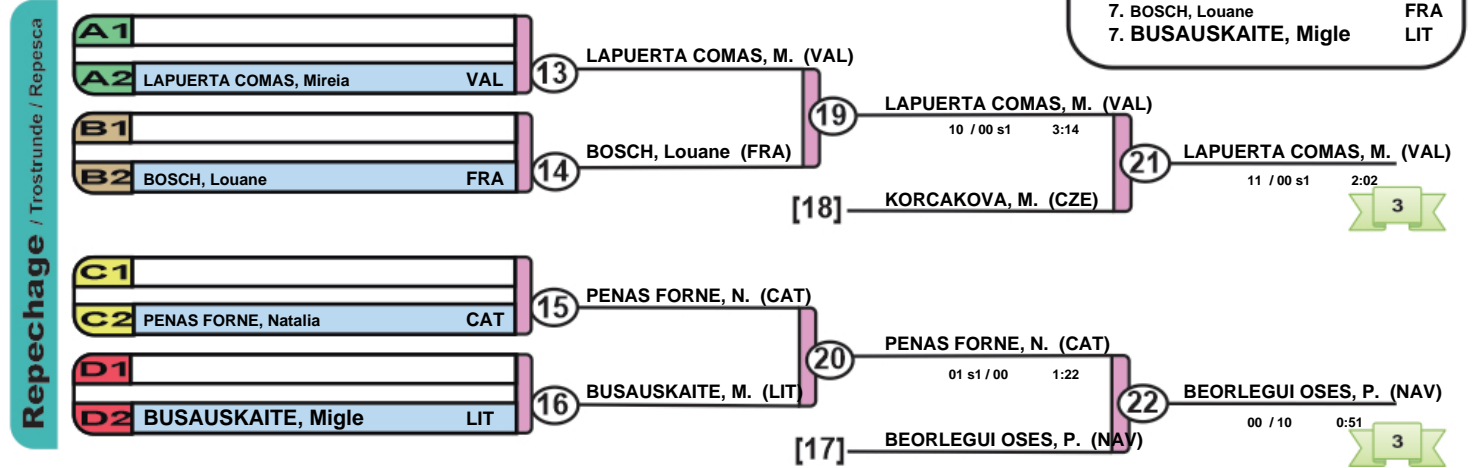 7. BOSCH, Louane FRA
7. BUSAUSKAITE, Migle LIT
Repechage / Trostrunde / Repesca
A1
A2 LAPUERTA COMAS, Mireia VAL
13
LAPUERTA COMAS, M. (VAL)
B1
B2 BOSCH, Louane FRA
14
BOSCH, Louane (FRA)
19
LAPUERTA COMAS, M. (VAL)
10 / 00 s1 3:14
[18] KORCAKOVA, M. (CZE)
21
LAPUERTA COMAS, M. (VAL)
11 / 00 s1 2:02
3
C1
C2 PENAS FORNE, Natalia CAT
15
PENAS FORNE, N. (CAT)
D1
D2 BUSAUSKAITE, Migle LIT
16
BUSAUSKAITE, M. (LIT)
20
PENAS FORNE, N. (CAT)
01 s1 / 00 1:22
[17] BEORLEGUI OSES, P. (NAV)
22
BEORLEGUI OSES, P. (NAV)
00 / 10 0:51
3